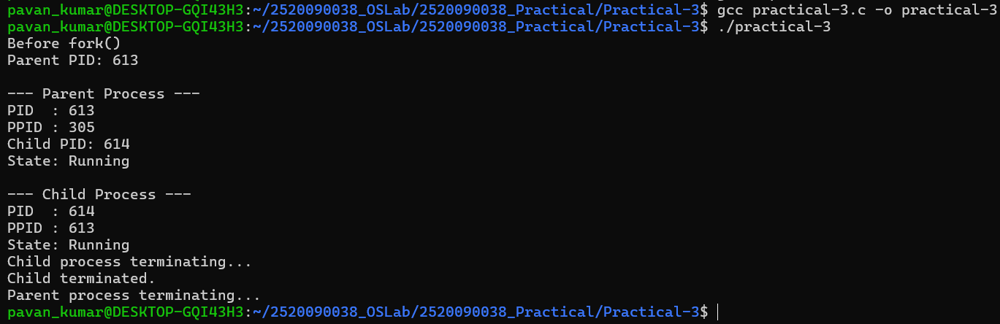 pavan_kumar@DESKTOP-GQI43H3:~/2520090038_OSLab/2520090038_Practical/Practical-3$ gcc practical-3.c -o practical-3
pavan_kumar@DESKTOP-GQI43H3:~/2520090038_OSLab/2520090038_Practical/Practical-3$ ./practical-3
Before fork()
Parent PID: 613

--- Parent Process ---
PID  : 613
PPID : 305
Child PID: 614
State: Running

--- Child Process ---
PID  : 614
PPID : 613
State: Running
Child process terminating...
Child terminated.
Parent process terminating...
pavan_kumar@DESKTOP-GQI43H3:~/2520090038_OSLab/2520090038_Practical/Practical-3$